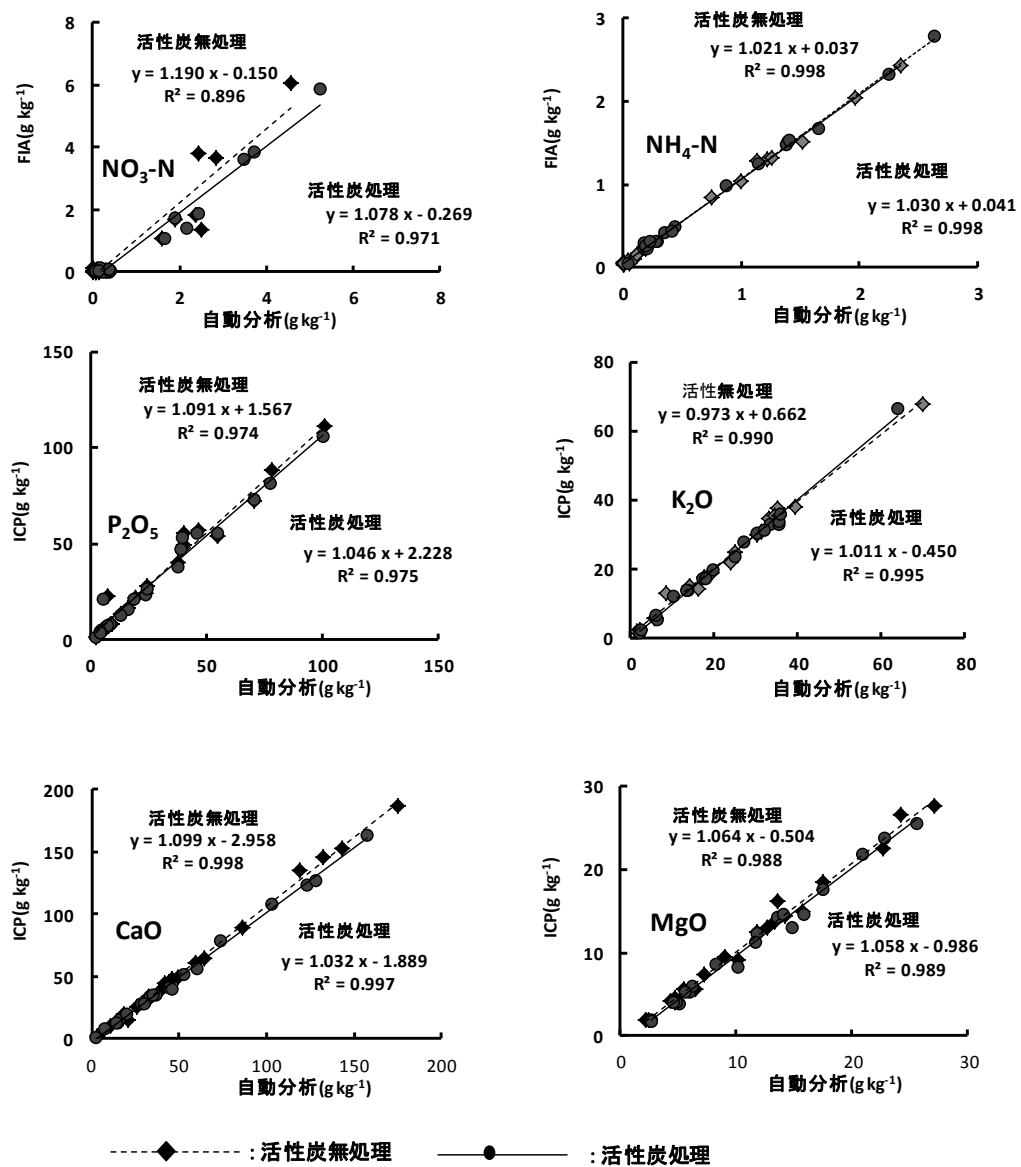 8
6
4
2
0
0
2
4
6
8
FIA(g kg⁻¹)
活性炭無処理
y = 1.190 x - 0.150
R² = 0.896
NO₃-N
活性炭処理
y = 1.078 x - 0.269
R² = 0.971
自動分析(g kg⁻¹)
3
2
1
0
0
1
2
3
FIA(g kg⁻¹)
活性炭無処理
y = 1.021 x + 0.037
R² = 0.998
NH₄-N
活性炭処理
y = 1.030 x + 0.041
R² = 0.998
自動分析(g kg⁻¹)
150
100
50
0
0
50
100
150
ICP(g kg⁻¹)
活性炭無処理
y = 1.091 x + 1.567
R² = 0.974
P₂O₅
活性炭処理
y = 1.046 x + 2.228
R² = 0.975
自動分析(g kg⁻¹)
80
60
40
20
0
0
20
40
60
80
ICP(g kg⁻¹)
活性無処理
y = 0.973 x + 0.662
R² = 0.990
K₂O
活性炭処理
y = 1.011 x - 0.450
R² = 0.995
自動分析(g kg⁻¹)
200
150
100
50
0
0
50
100
150
200
ICP(g kg⁻¹)
活性炭無処理
y = 1.099 x - 2.958
R² = 0.998
CaO
活性炭処理
y = 1.032 x - 1.889
R² = 0.997
自動分析(g kg⁻¹)
30
20
10
0
0
10
20
30
ICP(g kg⁻¹)
活性炭無処理
y = 1.064 x - 0.504
R² = 0.988
MgO
活性炭処理
y = 1.058 x - 0.986
R² = 0.989
自動分析(g kg⁻¹)
: 活性炭無処理
: 活性炭処理